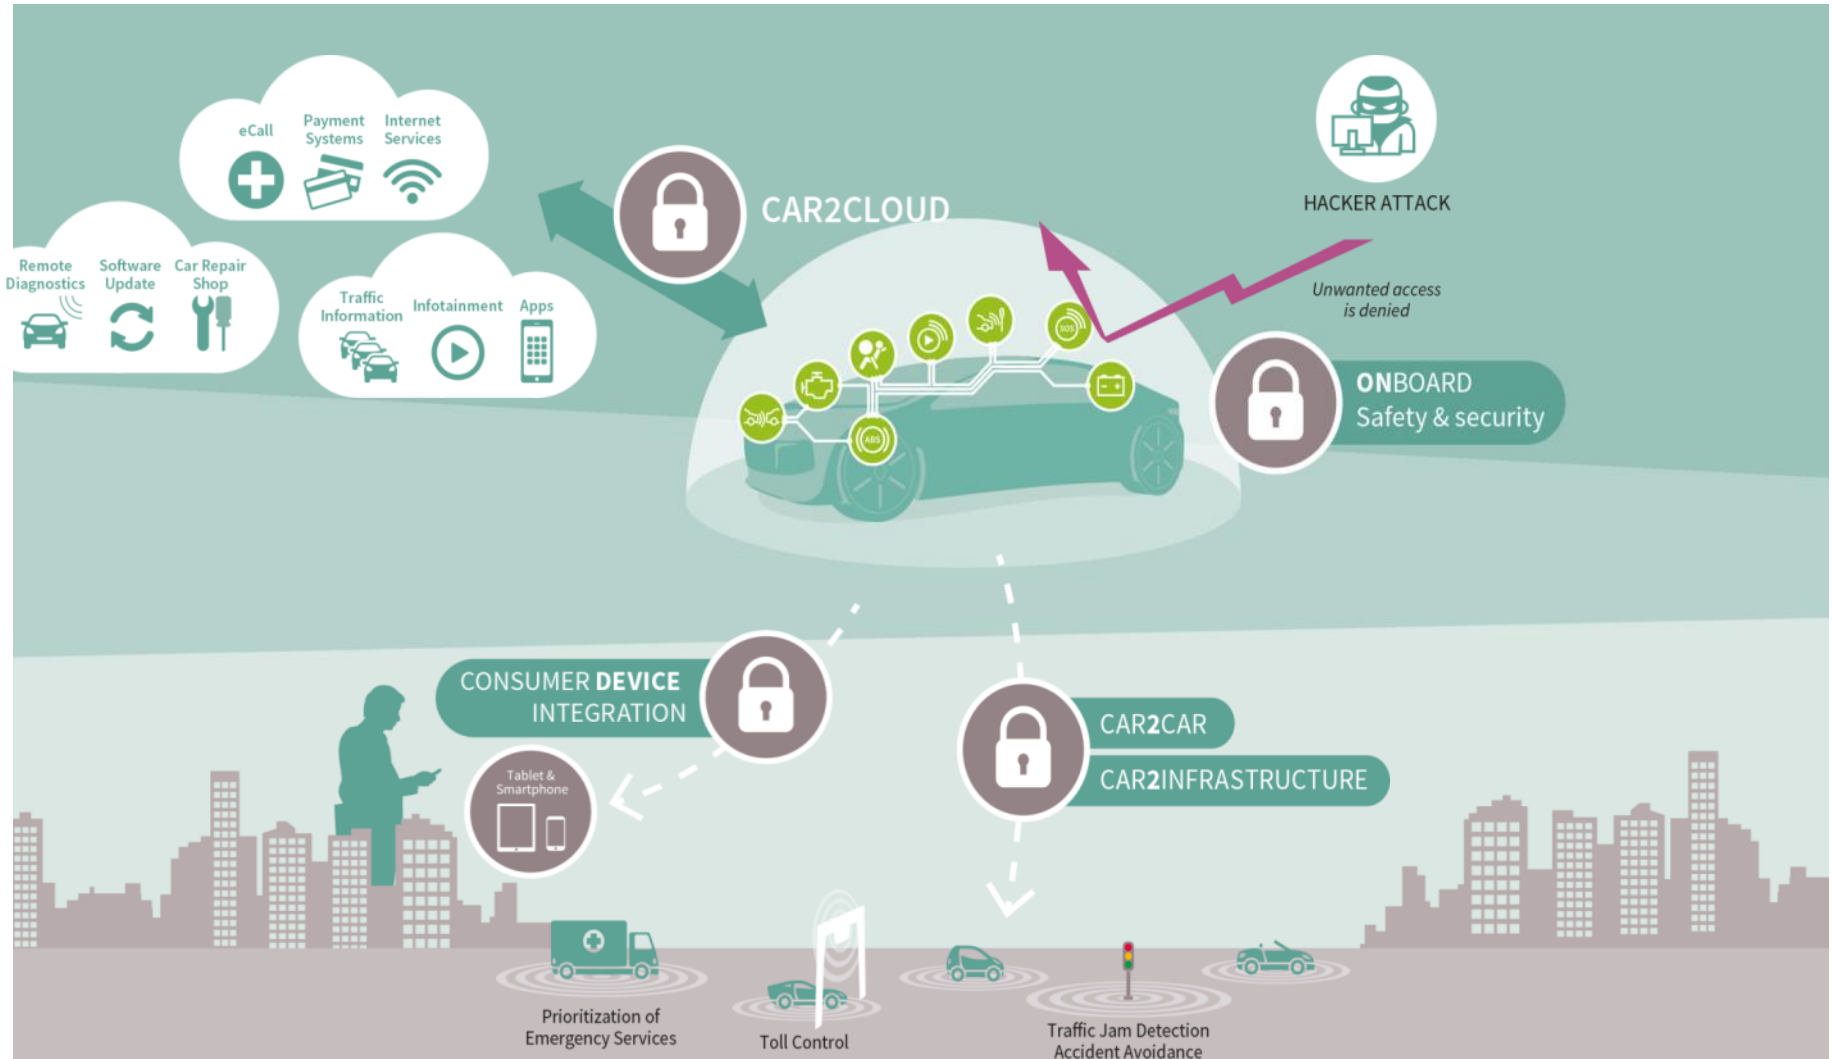 eCall
Payment
Systems
Internet
Services
Remote
Diagnostics
Software
Update
Car Repair
Shop
Traffic
Information
Infotainment
Apps
CAR2CLOUD
HACKER ATTACK
Unwanted access
is denied
SOS
ABS
ONBOARD
Safety & security
CONSUMER DEVICE
INTEGRATION
Tablet &
Smartphone
CAR2CAR
CAR2INFRASTRUCTURE
Prioritization of
Emergency Services
Toll Control
Traffic Jam Detection
Accident Avoidance